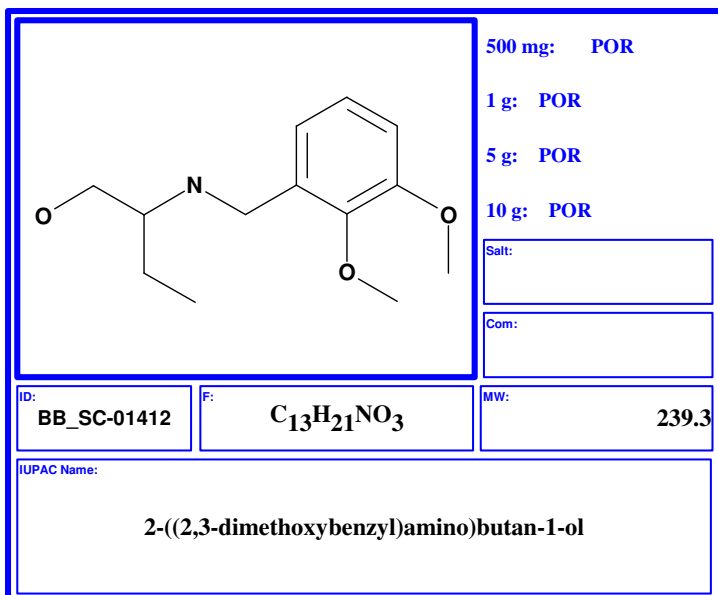 500 mg: POR
1 g: POR
5 g: POR
10 g: POR
N
O
O
O
Salt:
Com:
ID:
BB_SC-01412
F:
C13H21NO3
MW:
239.3
IUPAC Name:
2-((2,3-dimethoxybenzyl)amino)butan-1-ol